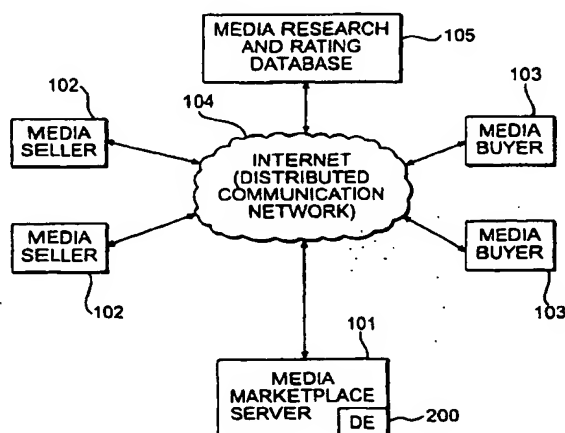 MEDIA RESEARCH
AND RATING
DATABASE
105
102
104
103
MEDIA
SELLER
INTERNET
(DISTRIBUTED
COMMUNICATION
NETWORK)
MEDIA
BUYER
MEDIA
SELLER
MEDIA
BUYER
102
103
101
MEDIA
MARKETPLACE
SERVER
DE
200